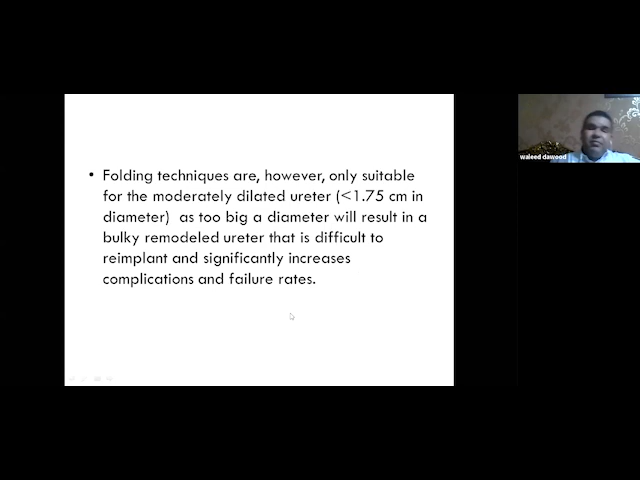 • Folding techniques are, however, only suitable
for the moderately dilated ureter (<1.75 cm in
diameter) as too big a diameter will result in a
bulky remodeled ureter that is difficult to
reimplant and significantly increases
complications and failure rates.
waleed dawood